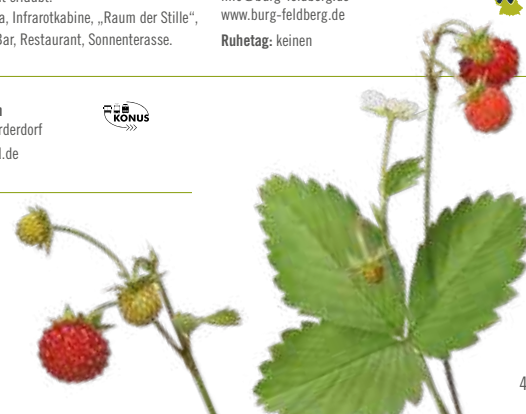 a, Infrarotkabine, „Raum der Stille“,
Bar, Restaurant, Sonnenterasse.
www.burg-feldberg.de
Ruhetag: keinen
rderdorf
l.de
KONUS
4